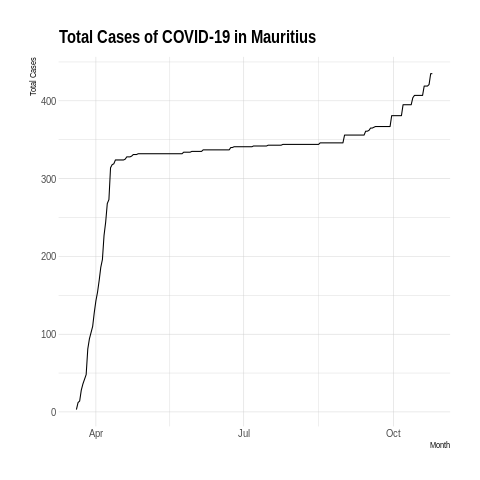 Total Cases of COVID-19 in Mauritius
Total Cases
400
300
200
100
0
Apr Jul Oct
Month